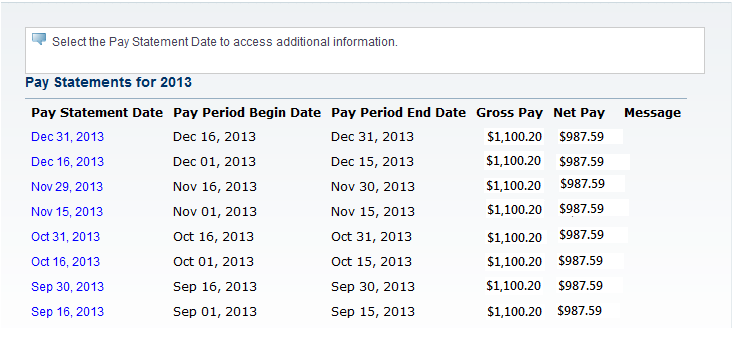 Select the Pay Statement Date to access additional information.
Pay Statements for 2013
Pay Statement Date Pay Period Begin Date Pay Period End Date Gross Pay Net Pay Message
Dec 31, 2013 Dec 16, 2013 Dec 31, 2013 $1,100.20 $987.59
Dec 16, 2013 Dec 01, 2013 Dec 15, 2013 $1,100.20 $987.59
Nov 29, 2013 Nov 16, 2013 Nov 30, 2013 $1,100.20 $987.59
Nov 15, 2013 Nov 01, 2013 Nov 15, 2013 $1,100.20 $987.59
Oct 31, 2013 Oct 16, 2013 Oct 31, 2013 $1,100.20 $987.59
Oct 16, 2013 Oct 01, 2013 Oct 15, 2013 $1,100.20 $987.59
Sep 30, 2013 Sep 16, 2013 Sep 30, 2013 $1,100.20 $987.59
Sep 16, 2013 Sep 01, 2013 Sep 15, 2013 $1,100.20 $987.59